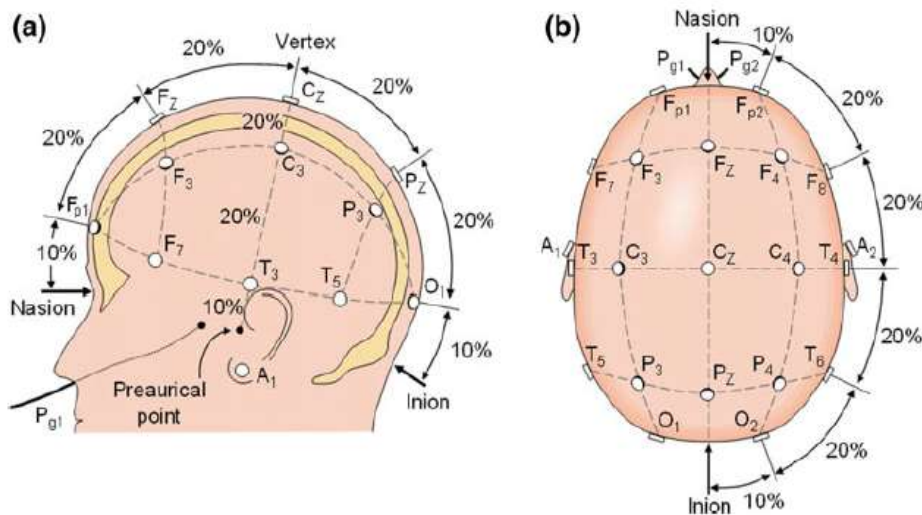 (a)
20%
Vertex
20%
F_Z
C_Z
20%
20%
F_3
C_3
P_Z
F_p1
20%
P_3
20%
10%
F_7
T_3
T_5
O_1
Nasion
10%
10%
A_1
Preaurical
point
Inion
P_g1
(b)
Nasion
10%
P_g1
P_g2
F_p1
F_p2
20%
F_7
F_3
F_Z
F_4
F_8
20%
A_1
T_3
C_3
C_Z
C_4
T_4
A_2
20%
T_5
P_3
P_Z
P_4
T_6
O_1
O_2
20%
Inion
10%